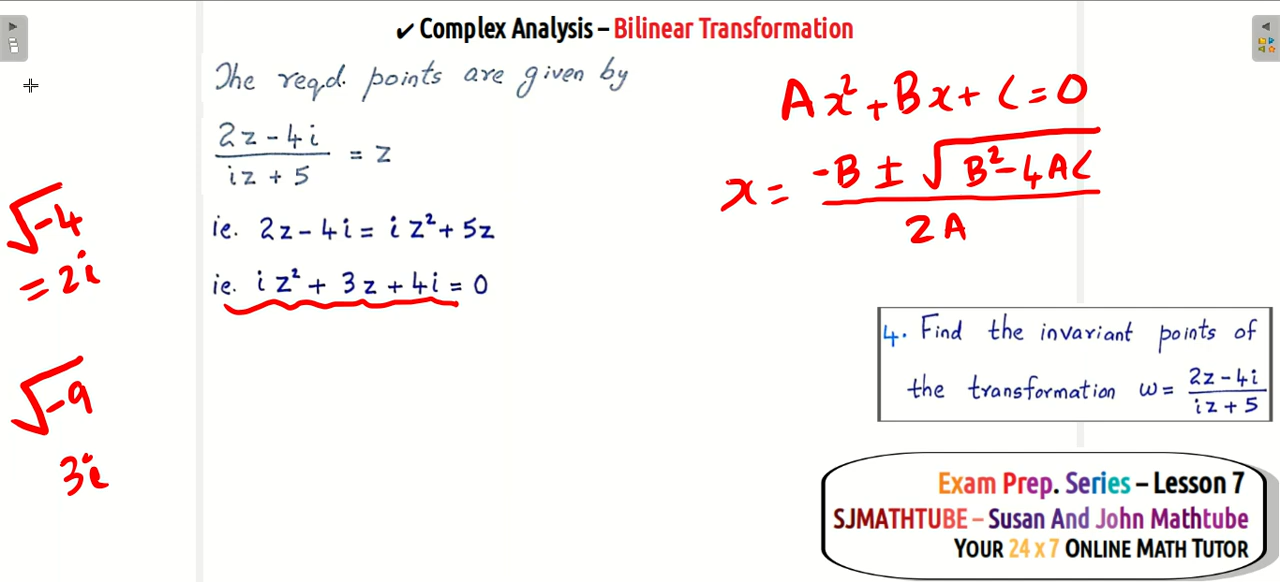 ✔ Complex Analysis – Bilinear Transformation
The reqd. points are given by
2z - 4i / iz + 5 = z
ie. 2z - 4i = i z² + 5z
ie. i z² + 3z + 4i = 0
√-4
= 2i
√-9
3i
Ax² + Bx + C = 0
x = -B ± √B² - 4AC / 2A
4. Find the invariant points of
the transformation ω = 2z - 4i / iz + 5
Exam Prep. Series – Lesson 7
SJMATHTUBE – Susan And John Mathtube
YOUR 24 x 7 ONLINE MATH TUTOR